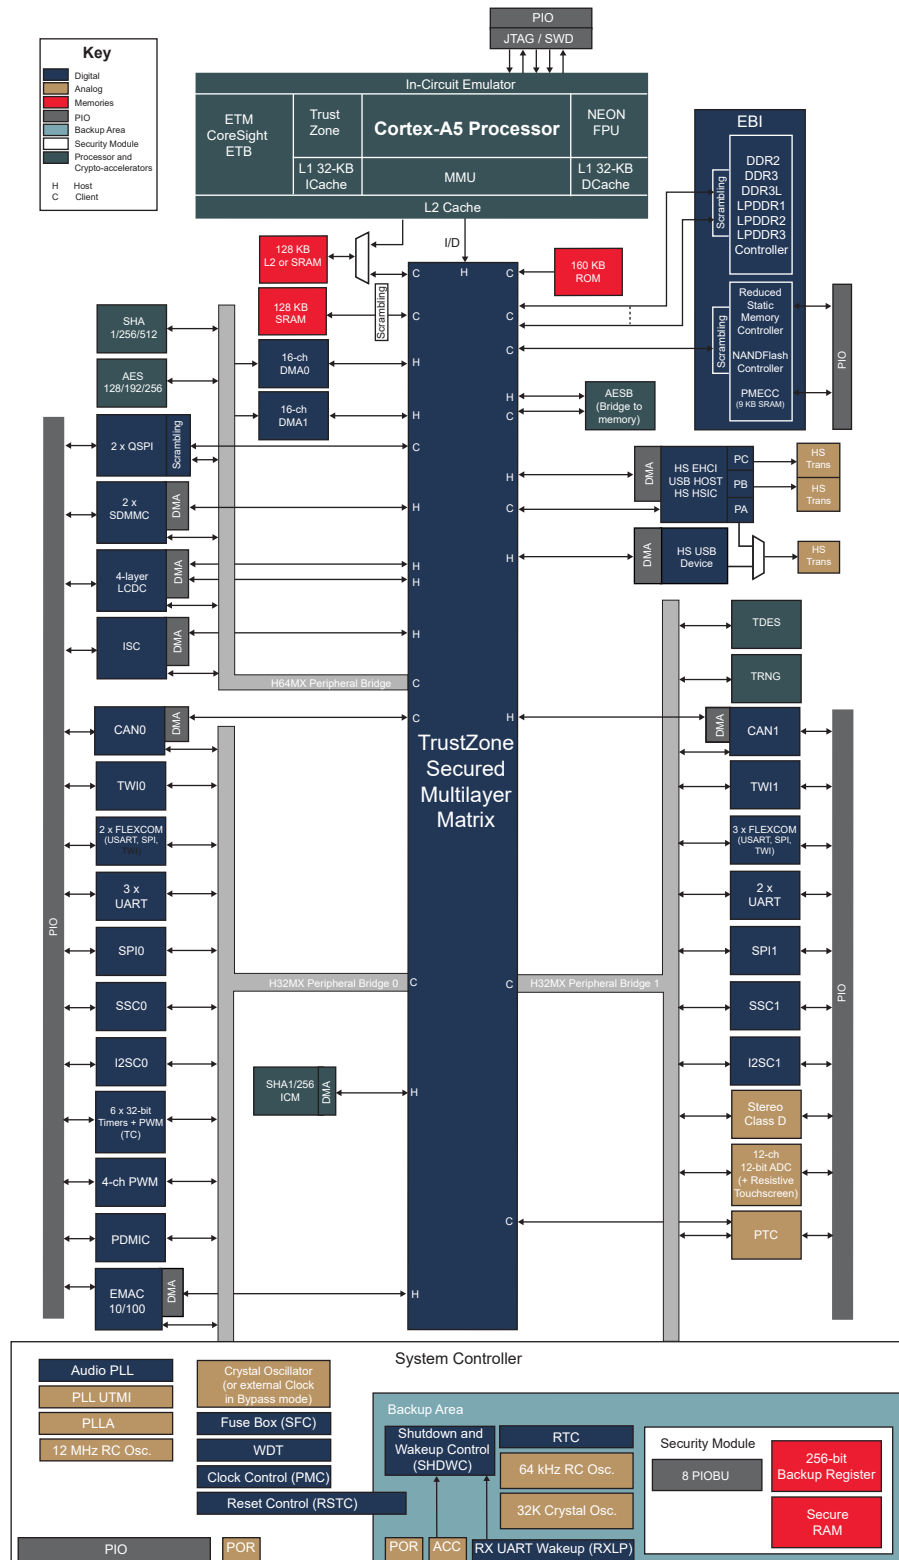 PIO
JTAG / SWD
Key
Digital
Analog
Memories
PIO
Backup Area
Security Module
Processor and
Crypto-accelerators
H Host
C Client
In-Circuit Emulator
ETM
CoreSight
ETB
Trust
Zone
Cortex-A5 Processor
NEON
FPU
L1 32-KB
ICache
MMU
L1 32-KB
DCache
L2 Cache
I/D
EBI
Scrambling
DDR2
DDR3
DDR3L
LPDDR1
LPDDR2
LPDDR3
Controller
Scrambling
Reduced
Static
Memory
Controller
NANDFlash
Controller
PMECC
(9 KB SRAM)
PIO
128 KB
L2 or SRAM
C
H
C
160 KB
ROM
128 KB
SRAM
Scrambling
C
C
SHA
1/256/512
16-ch
DMA0
H
C
AES
128/192/256
16-ch
DMA1
H
H
C
AESB
(Bridge to
memory)
2 x QSPI
Scrambling
C
2 x
SDMMC
DMA
H
H
C
DMA
HS EHCI
USB HOST
HS HSIC
PC
PB
PA
HS
Trans
HS
Trans
4-layer
LCDC
DMA
H
H
H
DMA
HS USB
Device
HS
Trans
ISC
DMA
H
H64MX Peripheral Bridge
C
TDES
TRNG
CAN0
DMA
C
H
DMA
CAN1
TrustZone
Secured
Multilayer
Matrix
TWI0
TWI1
2 x FLEXCOM
(USART, SPI,
TWI)
3 x FLEXCOM
(USART, SPI,
TWI)
3 x
UART
2 x
UART
PIO
SPI0
SPI1
H32MX Peripheral Bridge 0
C
C
H32MX Peripheral Bridge 1
PIO
SSC0
SSC1
I2SC0
I2SC1
SHA1/256
ICM
DMA
H
6 x 32-bit
Timers + PWM
(TC)
Stereo
Class D
4-ch PWM
12-ch
12-bit ADC
(+ Resistive
Touchscreen)
PDMIC
C
PTC
EMAC
10/100
DMA
H
System Controller
Audio PLL
PLL UTMI
PLLA
12 MHz RC Osc.
Crystal Oscillator
(or external Clock
in Bypass mode)
Fuse Box (SFC)
WDT
Clock Control (PMC)
Reset Control (RSTC)
Backup Area
Shutdown and
Wakeup Control
(SHDWC)
RTC
64 kHz RC Osc.
32K Crystal Osc.
Security Module
8 PIOBU
256-bit
Backup Register
Secure
RAM
PIO
POR
POR
ACC
RX UART Wakeup (RXLP)